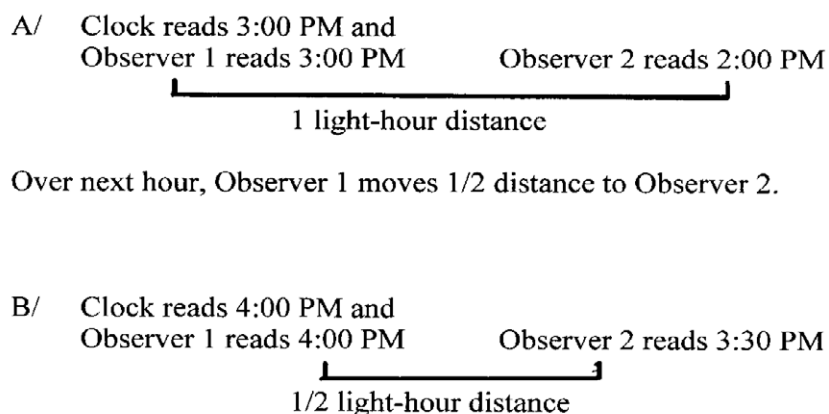 A/ Clock reads 3:00 PM and
Observer 1 reads 3:00 PM Observer 2 reads 2:00 PM
1 light-hour distance
Over next hour, Observer 1 moves 1/2 distance to Observer 2.
B/ Clock reads 4:00 PM and
Observer 1 reads 4:00 PM Observer 2 reads 3:30 PM
1/2 light-hour distance